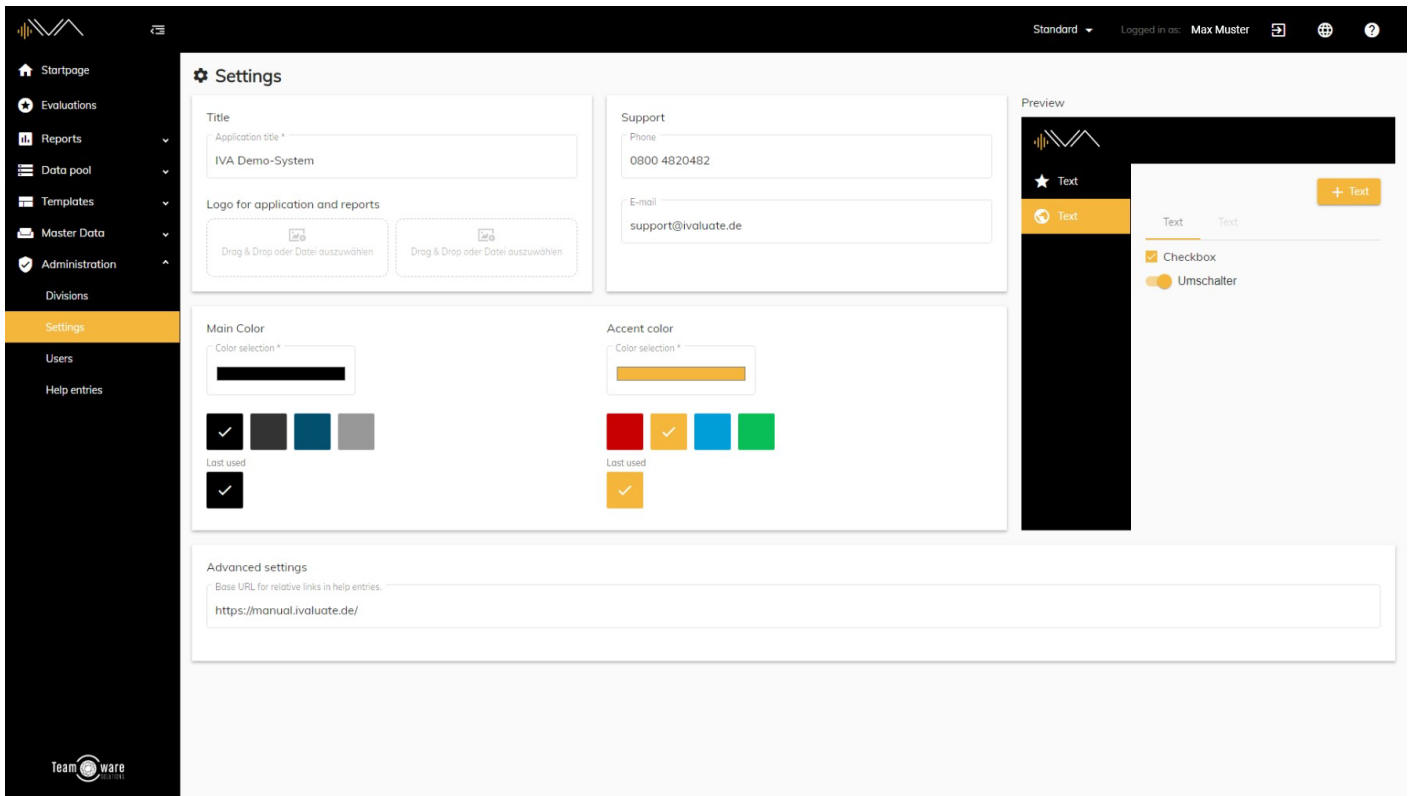 IVA
Standard
Logged in as: Max Muster
Startpage
Evaluations
Reports
Data pool
Templates
Master Data
Administration
Divisions
Settings
Users
Help entries
Team ware
SOLUTIONS
Settings
Title
Application title *
IVA Demo-System
Logo for application and reports
Drag & Drop oder Datei auszuwählen
Drag & Drop oder Datei auszuwählen
Support
Phone
0800 4820482
E-mail
support@ivaluate.de
Main Color
Color selection *
Last used
Accent color
Color selection *
Last used
Preview
IVA
Text
Text
Text
Text Text
Checkbox
Umschalter
Advanced settings
Base URL for relative links in help entries.
https://manual.ivaluate.de/